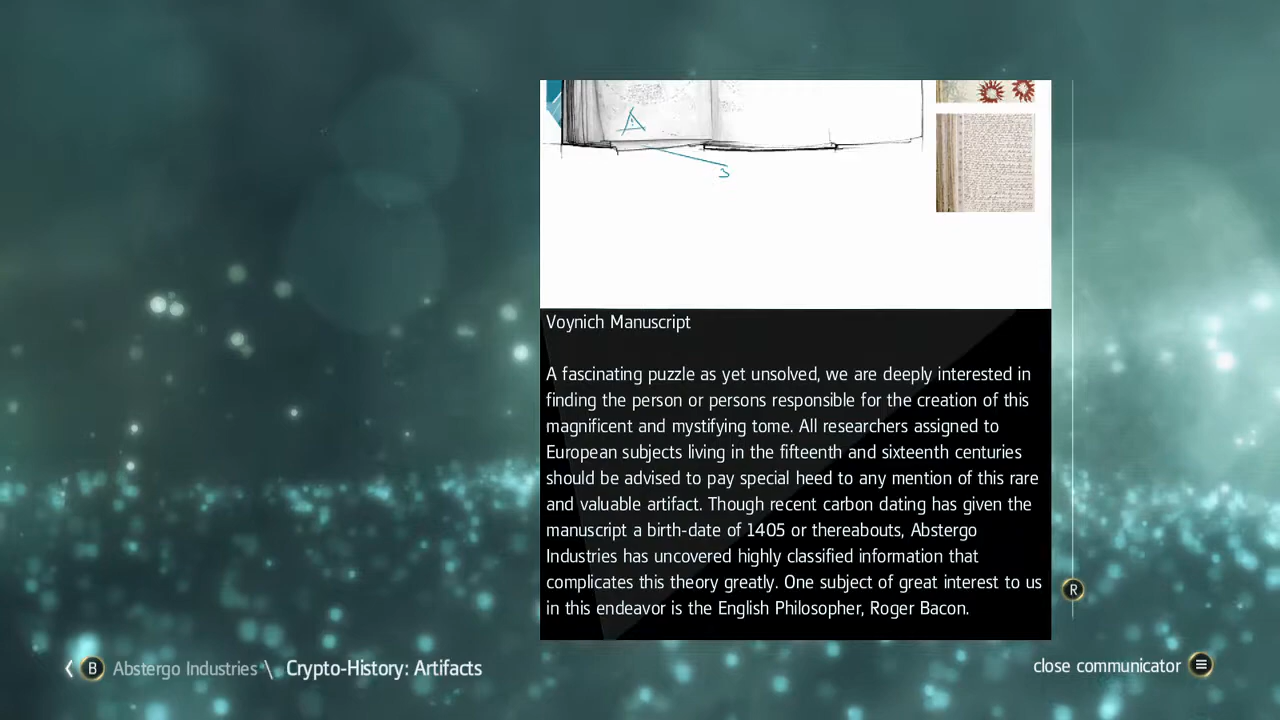 3
Voynich Manuscript
A fascinating puzzle as yet unsolved, we are deeply interested in
finding the person or persons responsible for the creation of this
magnificent and mystifying tome. All researchers assigned to
European subjects living in the fifteenth and sixteenth centuries
should be advised to pay special heed to any mention of this rare
and valuable artifact. Though recent carbon dating has given the
manuscript a birth-date of 1405 or thereabouts, Abstergo
Industries has uncovered highly classified information that
complicates this theory greatly. One subject of great interest to us
in this endeavor is the English Philosopher, Roger Bacon.
R
B Abstergo Industries \ Crypto-History: Artifacts
close communicator